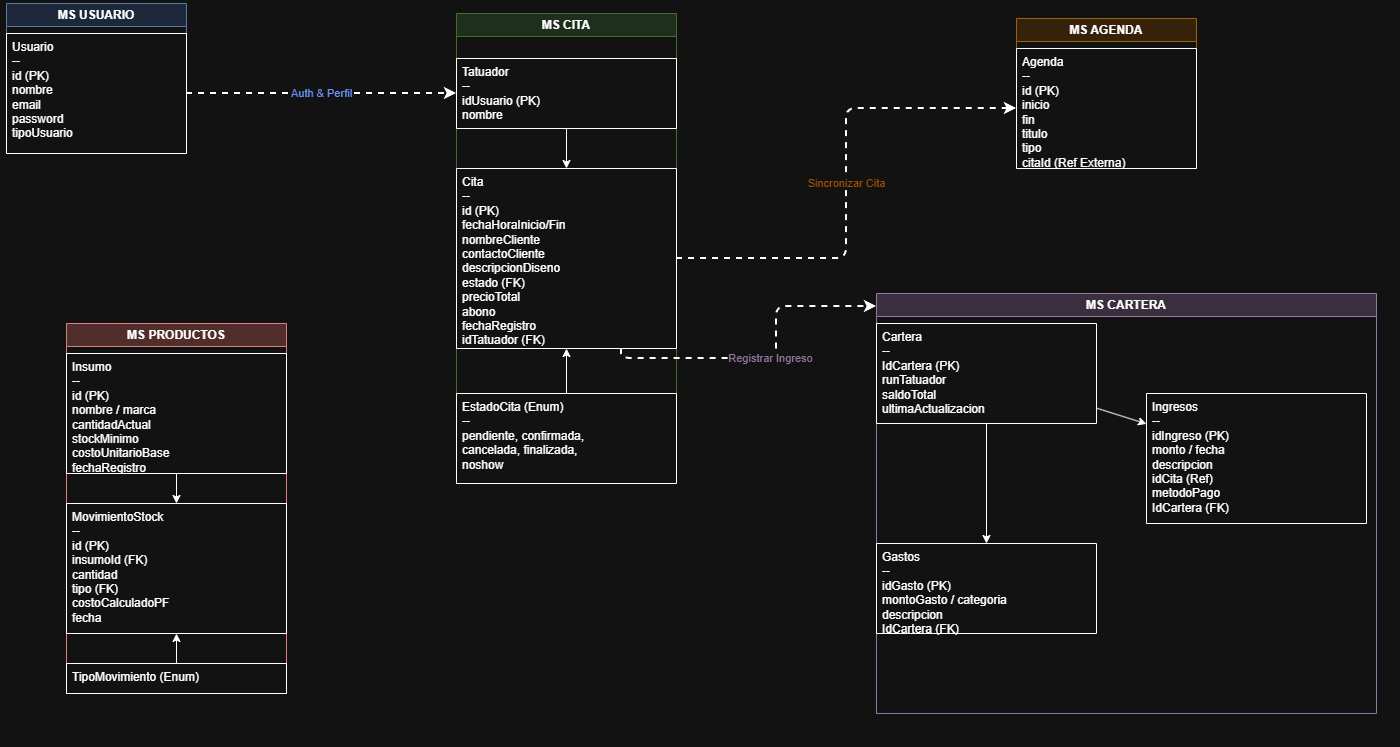 MS USUARIO
Usuario
--
id (PK)
nombre
email
password
tipoUsuario
Auth & Perfil
MS CITA
Tatuador
--
idUsuario (PK)
nombre
Cita
--
id (PK)
fechaHoraInicio/Fin
nombreCliente
contactoCliente
descripcionDiseno
estado (FK)
precioTotal
abono
fechaRegistro
idTatuador (FK)
EstadoCita (Enum)
--
pendiente, confirmada,
cancelada, finalizada,
noshow
Sincronizar Cita
Registrar Ingreso
MS AGENDA
Agenda
--
id (PK)
inicio
fin
titulo
tipo
citaId (Ref Externa)
MS PRODUCTOS
Insumo
--
id (PK)
nombre / marca
cantidadActual
stockMinimo
costoUnitarioBase
fechaRegistro
MovimientoStock
--
id (PK)
insumoId (FK)
cantidad
tipo (FK)
costoCalculadoPF
fecha
TipoMovimiento (Enum)
MS CARTERA
Cartera
--
IdCartera (PK)
runTatuador
saldoTotal
ultimaActualizacion
Ingresos
--
idIngreso (PK)
monto / fecha
descripcion
idCita (Ref)
metodoPago
IdCartera (FK)
Gastos
--
idGasto (PK)
montoGasto / categoria
descripcion
IdCartera (FK)